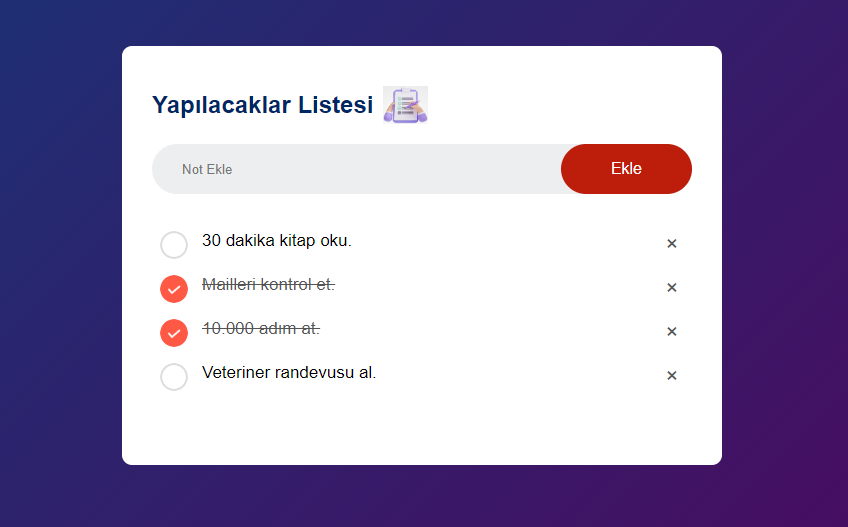 Yapılacaklar Listesi
Not Ekle
Ekle
30 dakika kitap oku.
Mailleri kontrol et.
10.000 adım at.
Veteriner randevusu al.